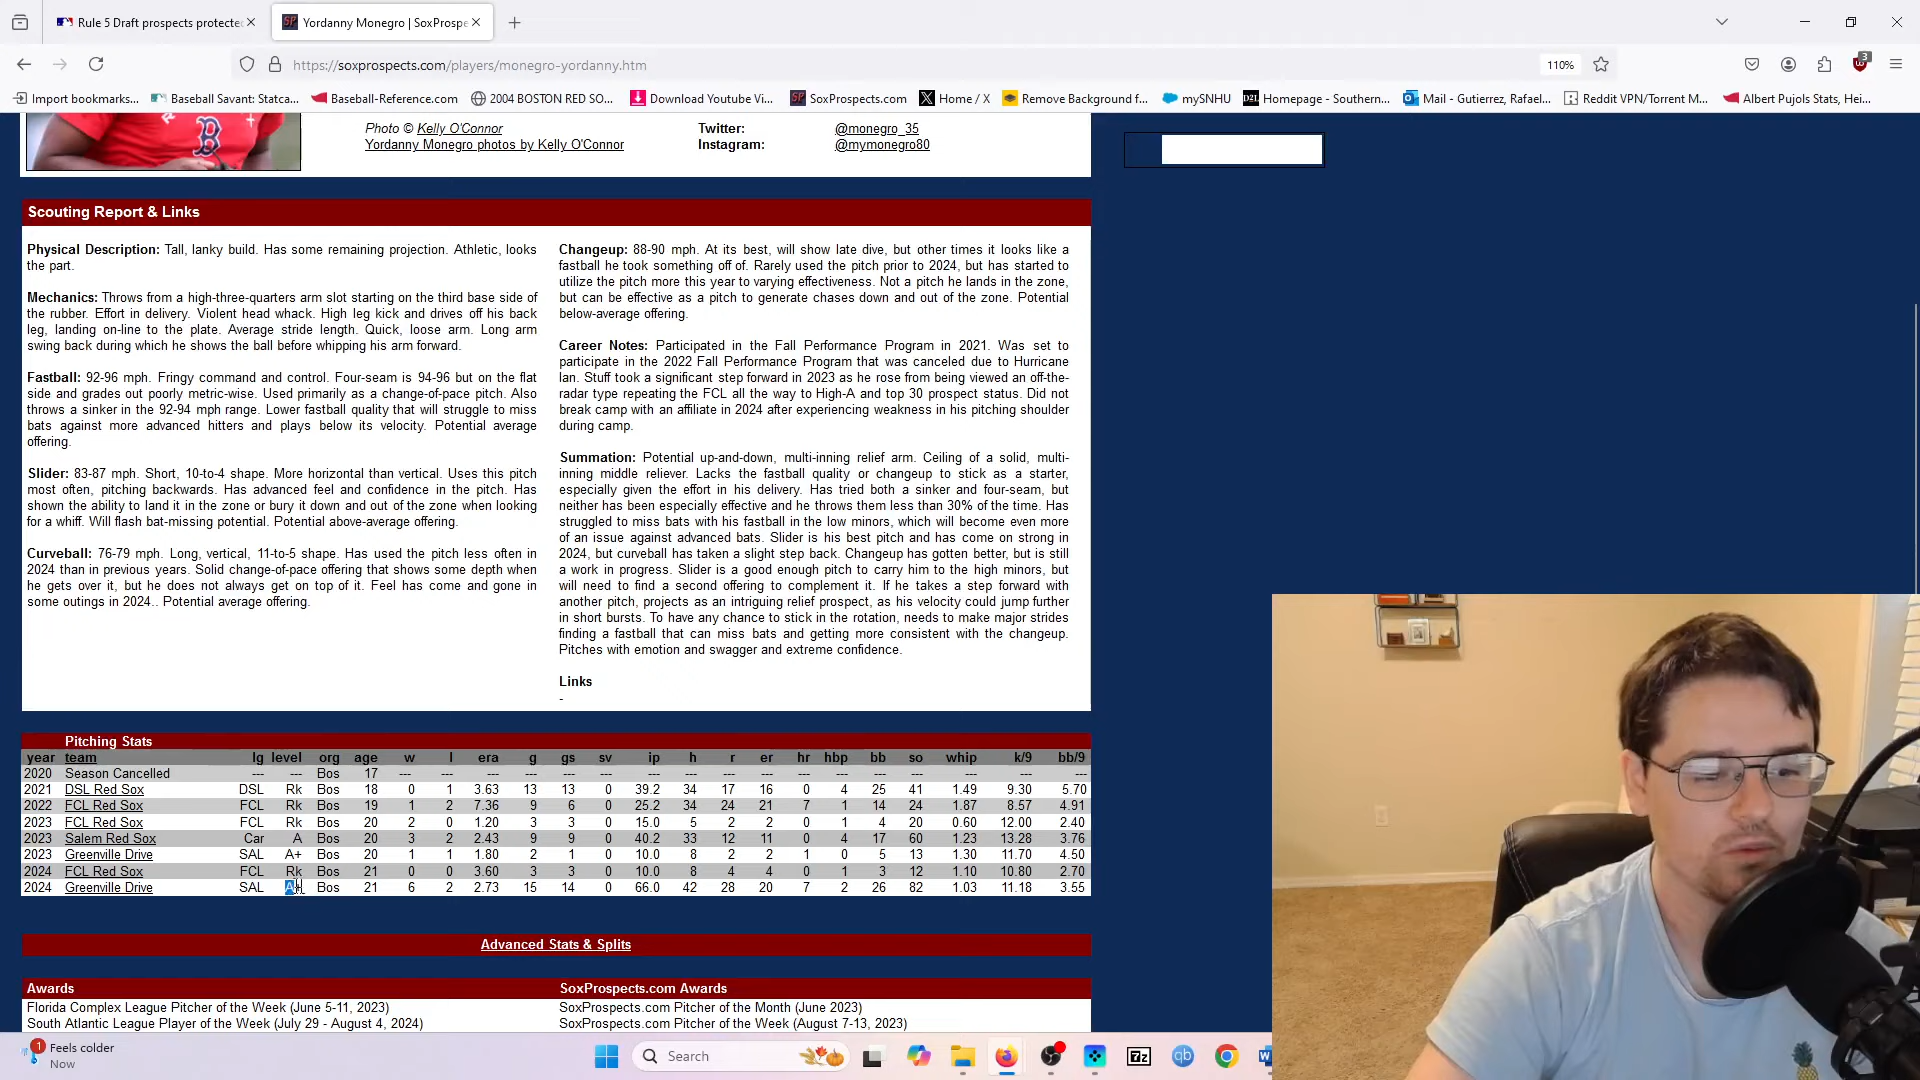 Rule 5 Draft prospects protecte
Yordanny Monegro | SoxProspe
https://soxprospects.com/players/monegro-yordanny.htm
110%
3
Import bookmarks...
Baseball Savant: Statca...
Baseball-Reference.com
2004 BOSTON RED SO...
Download Youtube Vi...
SoxProspects.com
Home / X
Remove Background f...
mySNHU
Homepage - Southern...
Mail - Gutierrez, Rafael...
Reddit VPN/Torrent M...
Albert Pujols Stats, Hei...
Photo © Kelly O'Connor
Yordanny Monegro photos by Kelly O'Connor
Twitter: @monegro_35
Instagram: @mymonegro80
Scouting Report & Links
Physical Description: Tall, lanky build. Has some remaining projection. Athletic, looks
the part.
Mechanics: Throws from a high-three-quarters arm slot starting on the third base side of
the rubber. Effort in delivery. Violent head whack. High leg kick and drives off his back
leg, landing on-line to the plate. Average stride length. Quick, loose arm. Long arm
swing back during which he shows the ball before whipping his arm forward.
Fastball: 92-96 mph. Fringy command and control. Four-seam is 94-96 but on the flat
side and grades out poorly metric-wise. Used primarily as a change-of-pace pitch. Also
throws a sinker in the 92-94 mph range. Lower fastball quality that will struggle to miss
bats against more advanced hitters and plays below its velocity. Potential average
offering.
Slider: 83-87 mph. Short, 10-to-4 shape. More horizontal than vertical. Uses this pitch
most often, pitching backwards. Has advanced feel and confidence in the pitch. Has
shown the ability to land it in the zone or bury it down and out of the zone when looking
for a whiff. Will flash bat-missing potential. Potential above-average offering.
Curveball: 76-79 mph. Long, vertical, 11-to-5 shape. Has used the pitch less often in
2024 than in previous years. Solid change-of-pace offering that shows some depth when
he gets over it, but he does not always get on top of it. Feel has come and gone in
some outings in 2024.. Potential average offering.
Changeup: 88-90 mph. At its best, will show late dive, but other times it looks like a
fastball he took something off of. Rarely used the pitch prior to 2024, but has started to
utilize the pitch more this year to varying effectiveness. Not a pitch he lands in the zone,
but can be effective as a pitch to generate chases down and out of the zone. Potential
below-average offering.
Career Notes: Participated in the Fall Performance Program in 2021. Was set to
participate in the 2022 Fall Performance Program that was canceled due to Hurricane
Ian. Stuff took a significant step forward in 2023 as he rose from being viewed an off-the-
radar type repeating the FCL all the way to High-A and top 30 prospect status. Did not
break camp with an affiliate in 2024 after experiencing weakness in his pitching shoulder
during camp.
Summation: Potential up-and-down, multi-inning relief arm. Ceiling of a solid, multi-
inning middle reliever. Lacks the fastball quality or changeup to stick as a starter,
especially given the effort in his delivery. Has tried both a sinker and four-seam, but
neither has been especially effective and he throws them less than 30% of the time. Has
struggled to miss bats with his fastball in the low minors, which will become even more
of an issue against advanced bats. Slider is his best pitch and has come on strong in
2024, but curveball has taken a slight step back. Changeup has gotten better, but is still
a work in progress. Slider is a good enough pitch to carry him to the high minors, but
will need to find a second offering to complement it. If he takes a step forward with
another pitch, projects as an intriguing relief prospect, as his velocity could jump further
in short bursts. To have any chance to stick in the rotation, needs to make major strides
finding a fastball that can miss bats and getting more consistent with the changeup.
Pitches with emotion and swagger and extreme confidence.
Links
-
Pitching Stats
year team lg level org age w l era g gs sv ip h r er hr hbp bb so whip k/9 bb/9
2020 Season Cancelled --- --- Bos 17 --- --- --- --- --- --- --- --- --- --- --- --- --- --- --- --- ---
2021 DSL Red Sox DSL Rk Bos 18 0 1 3.63 13 13 0 39.2 34 17 16 0 4 25 41 1.49 9.30 5.70
2022 FCL Red Sox FCL Rk Bos 19 1 2 7.36 9 6 0 25.2 34 24 21 7 1 14 24 1.87 8.57 4.91
2023 FCL Red Sox FCL Rk Bos 20 2 0 1.20 3 3 0 15.0 5 2 2 0 1 4 20 0.60 12.00 2.40
2023 Salem Red Sox Car A Bos 20 3 2 2.43 9 9 0 40.2 33 12 11 0 4 17 60 1.23 13.28 3.76
2023 Greenville Drive SAL A+ Bos 20 1 1 1.80 2 1 0 10.0 8 2 2 1 0 5 13 1.30 11.70 4.50
2024 FCL Red Sox FCL Rk Bos 21 0 0 3.60 3 3 0 10.0 8 4 4 0 1 3 12 1.10 10.80 2.70
2024 Greenville Drive SAL A+ Bos 21 6 2 2.73 15 14 0 66.0 42 28 20 7 2 26 82 1.03 11.18 3.55
Advanced Stats & Splits
Awards
Florida Complex League Pitcher of the Week (June 5-11, 2023)
South Atlantic League Player of the Week (July 29 - August 4, 2024)
SoxProspects.com Awards
SoxProspects.com Pitcher of the Month (June 2023)
SoxProspects.com Pitcher of the Week (August 7-13, 2023)
1
Feels colder
Now
Search
7z
qb